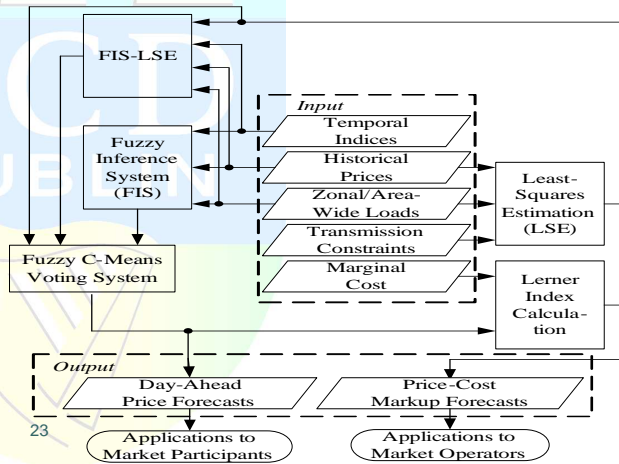 FIS-LSE
Input
Temporal
Indices
Fuzzy
Inference
System
(FIS)
Historical
Prices
Least-
Squares
Estimation
(LSE)
Zonal/Area-
Wide Loads
Transmission
Constraints
Fuzzy C-Means
Voting System
Marginal
Cost
Lerner
Index
Calcula-
tion
Output
Day-Ahead
Price Forecasts
Price-Cost
Markup Forecasts
23
Applications to
Market Participants
Applications to
Market Operators
CD
UBLIN